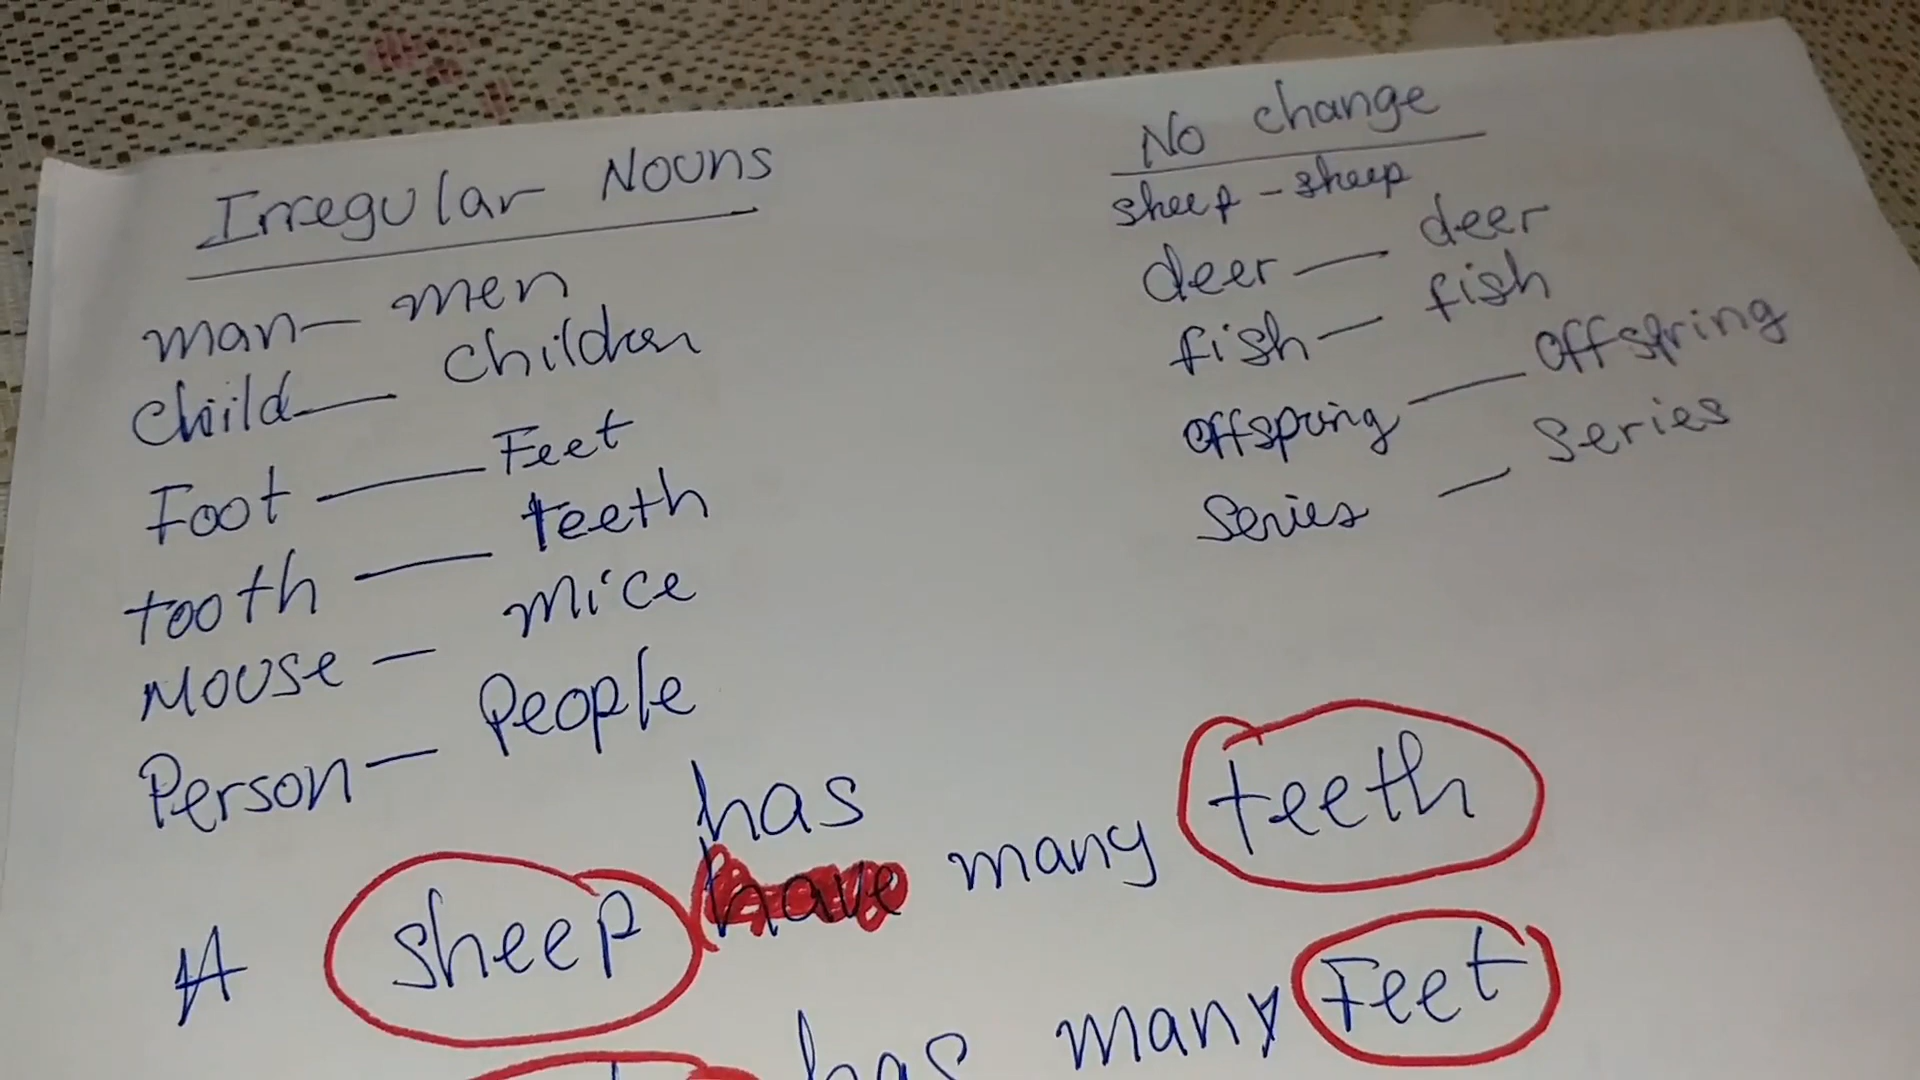 Irregular Nouns
man — men
child — children
Foot — Feet
tooth — teeth
Mouse — mice
Person — People
No change
sheep - sheep
deer — deer
fish — fish
offspring — offspring
Series — Series
has
A sheep have many teeth
has many Feet